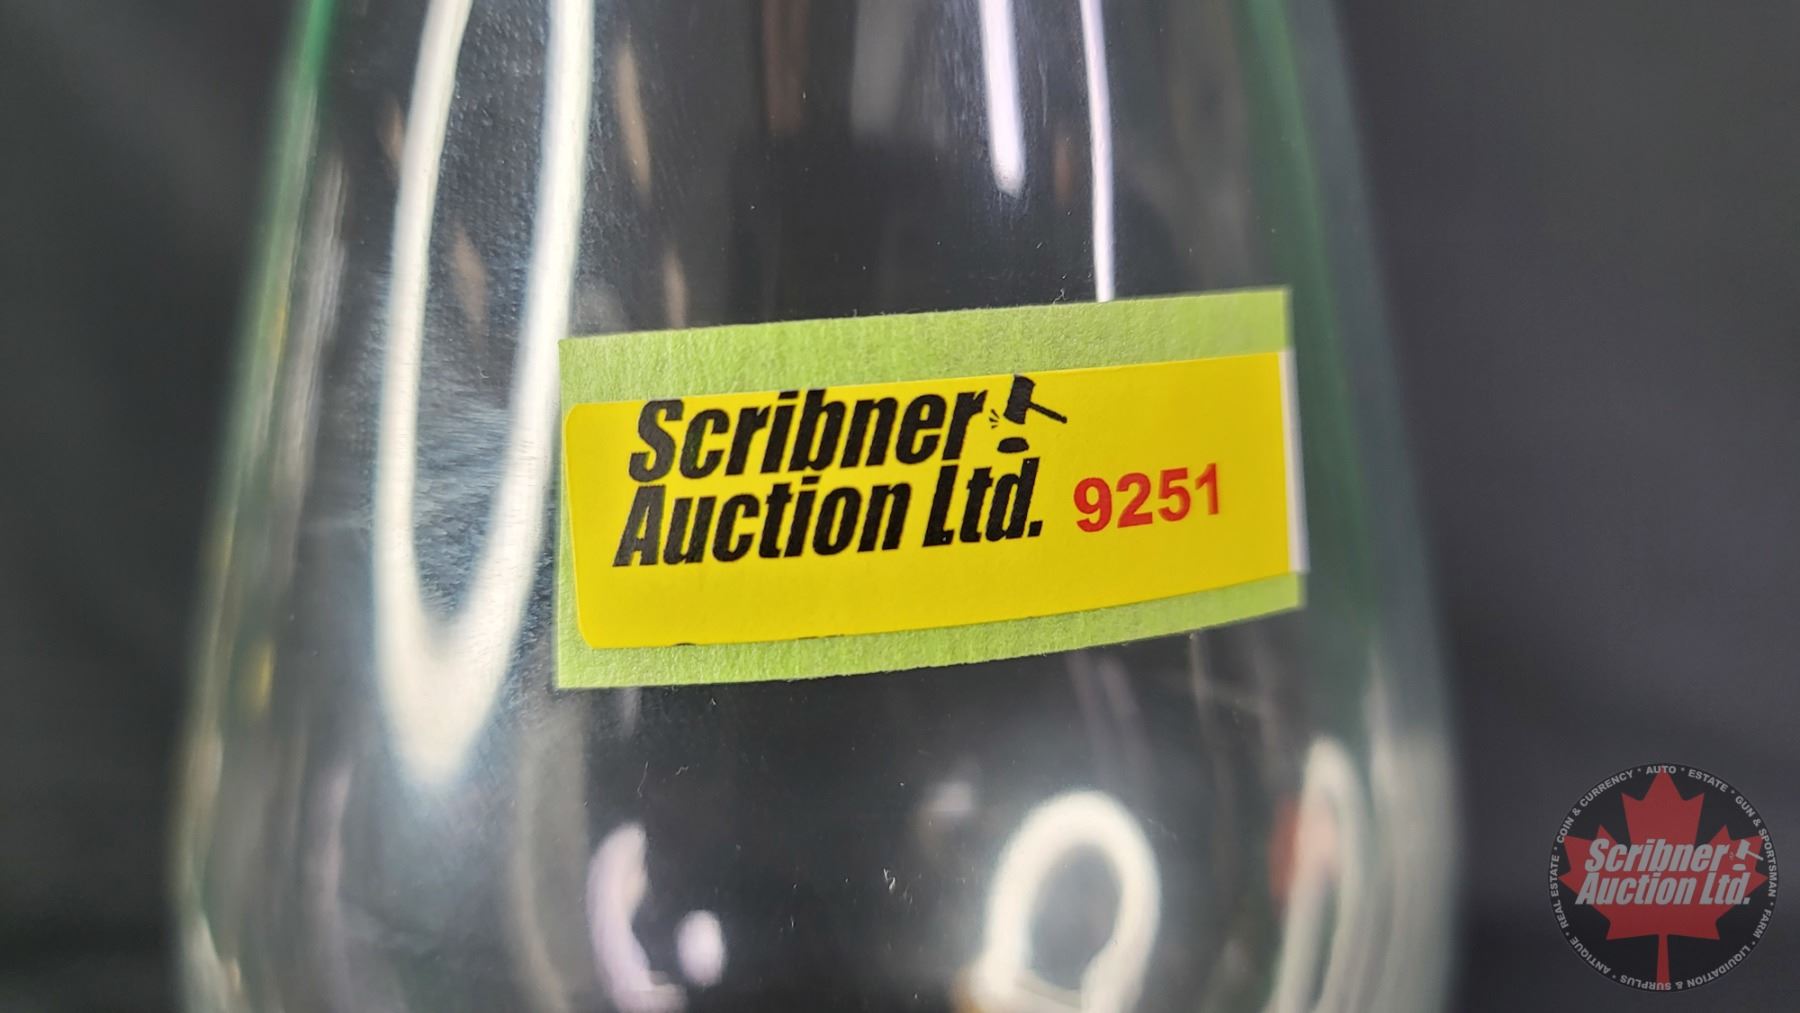 Scribner
Auction Ltd. 9251
COIN & CURRENCY * AUTO * ESTATE * GUN & SPORTSMAN * FARM * LIQUIDATION & SURPLUS * ANTIQUE * REAL ESTATE *
Scribner
Auction Ltd.